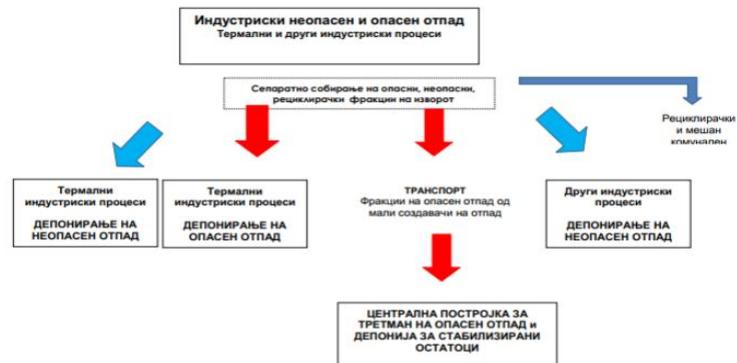 Индустриски неопасен и опасен отпад
Термални и други индустриски процеси
Сепаратно собирање на опасни, неопасни,
рециклирачки фракции на изворот
Рециклирачки
и мешан
комунален
Термални
индустриски процеси
ДЕПОНИРАЊЕ НА
НЕОПАСЕН ОТПАД
Термални
индустриски процеси
ДЕПОНИРАЊЕ НА
ОПАСЕН ОТПАД
ТРАНСПОРТ
Фракции на опасен отпад од
мали создавачи на отпад
Други индустриски
процеси
ДЕПОНИРАЊЕ НА
НЕОПАСЕН ОТПАД
ЦЕНТРАЛНА ПОСТРОЈКА ЗА
ТРЕТМАН НА ОПАСЕН ОТПАД и
ДЕПОНИЈА ЗА СТАБИЛИЗИРАНИ
ОСТАТОЦИ